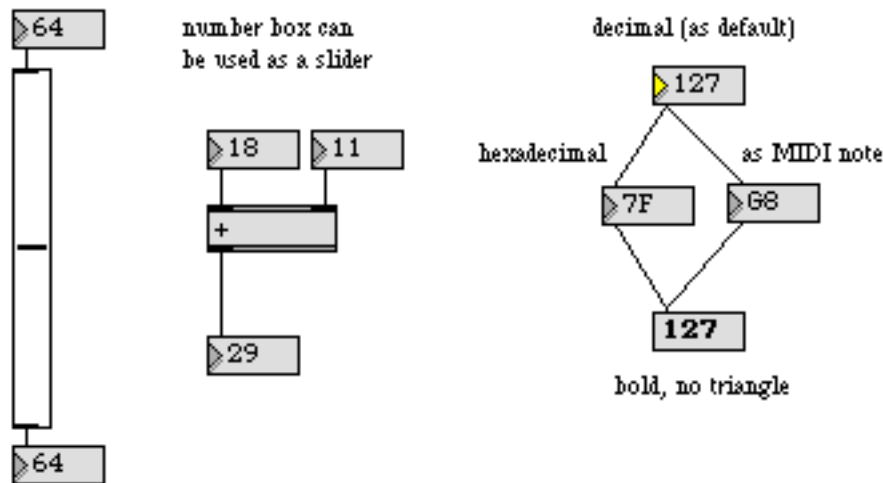 64
number box can
be used as a slider
decimal (as default)
127
18
11
hexadecimal
as MIDI note
7F
G8
+
127
29
bold, no triangle
64